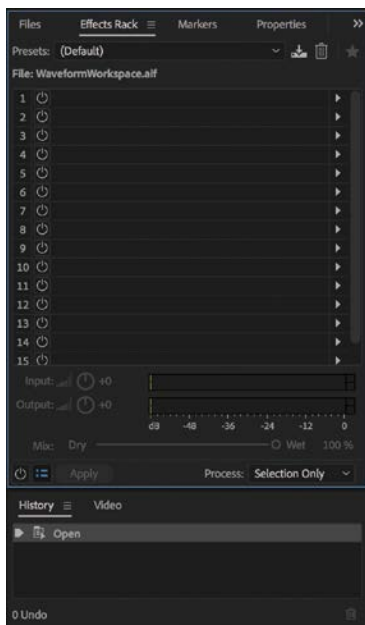 Files Effects Rack Markers Properties
Presets: (Default)
File: WaveformWorkspace.aif
1
2
3
4
5
6
7
8
9
10
11
12
13
14
15
Input: +0
Output: +0
dB -48 -36 -24 -12 0
Mix: Dry Wet 100 %
Apply Process: Selection Only
History Video
Open
0 Undo